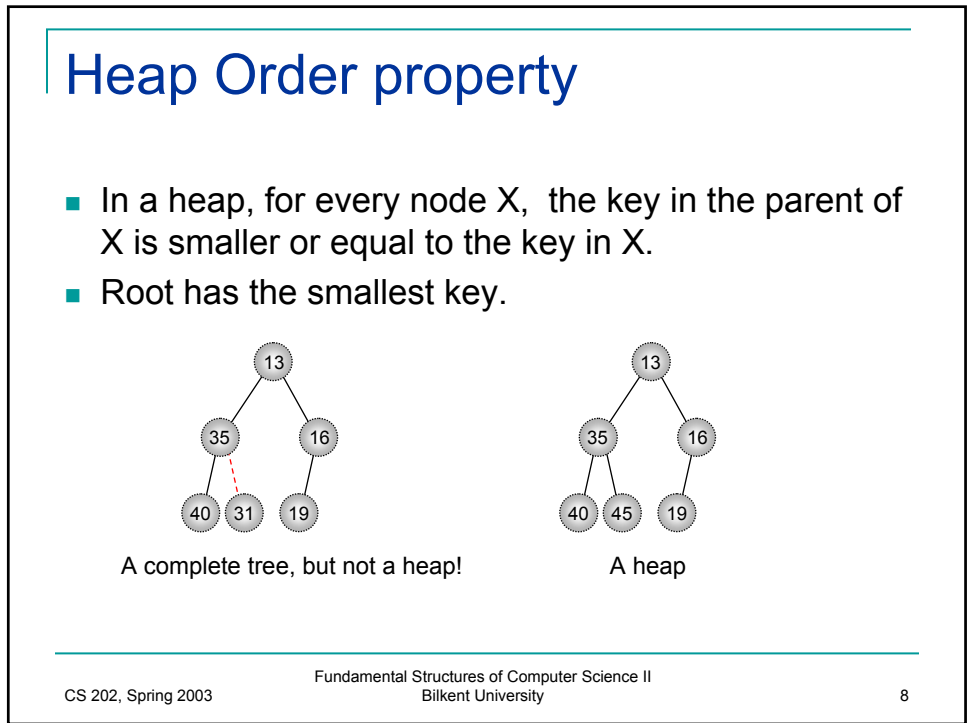 Heap Order property
■ In a heap, for every node X, the key in the parent of
X is smaller or equal to the key in X.
■ Root has the smallest key.
13
13
35
16
35
16
40
31
19
40
45
19
A complete tree, but not a heap!
A heap
CS 202, Spring 2003
Fundamental Structures of Computer Science II
Bilkent University
8